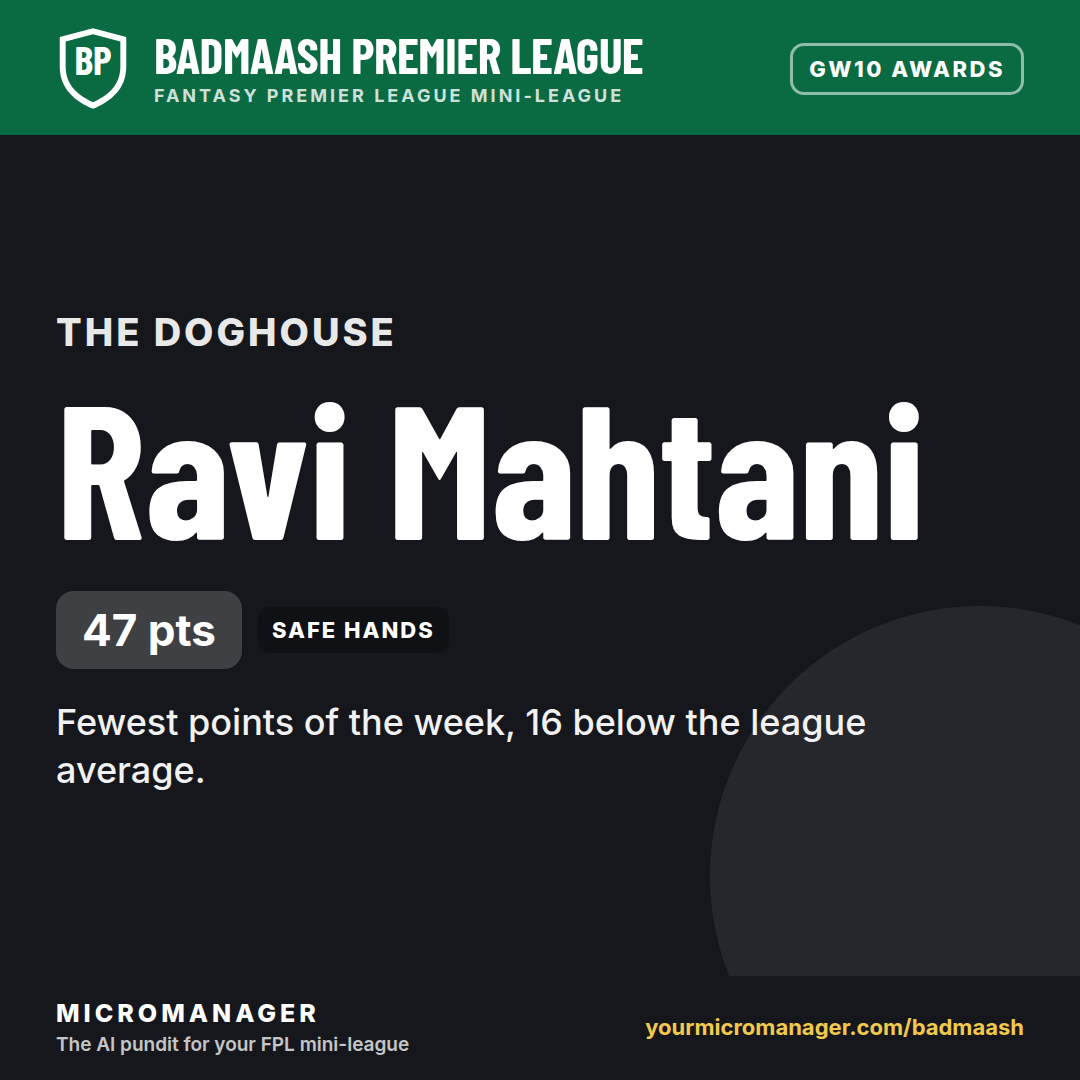 BP
BADMAASH PREMIER LEAGUE
FANTASY PREMIER LEAGUE MINI-LEAGUE
GW10 AWARDS
THE DOGHOUSE
Ravi Mahtani
47 pts
SAFE HANDS
Fewest points of the week, 16 below the league
average.
MICROMANAGER
The AI pundit for your FPL mini-league
yourmicromanager.com/badmaash